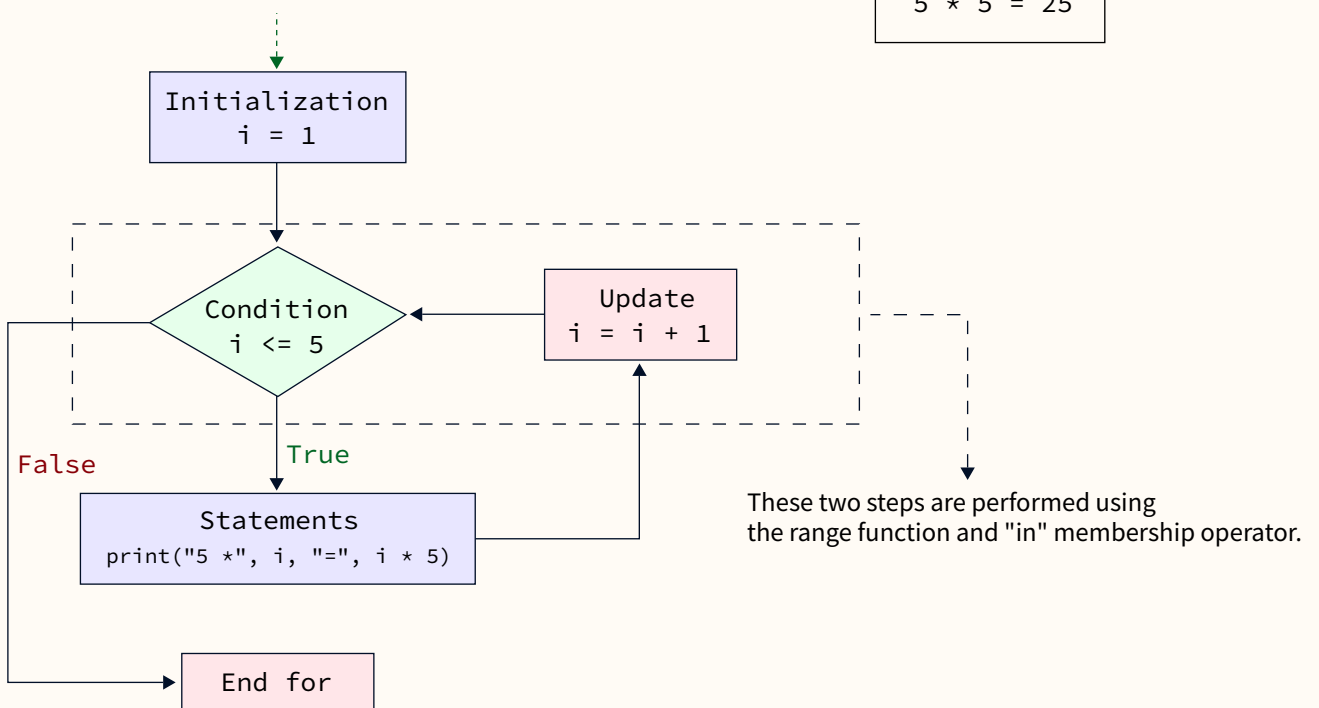 5 * 5 = 25
Initialization
i = 1
Condition
i <= 5
Update
i = i + 1
False
True
Statements
print("5 *", i, "=", i * 5)
These two steps are performed using
the range function and "in" membership operator.
End for